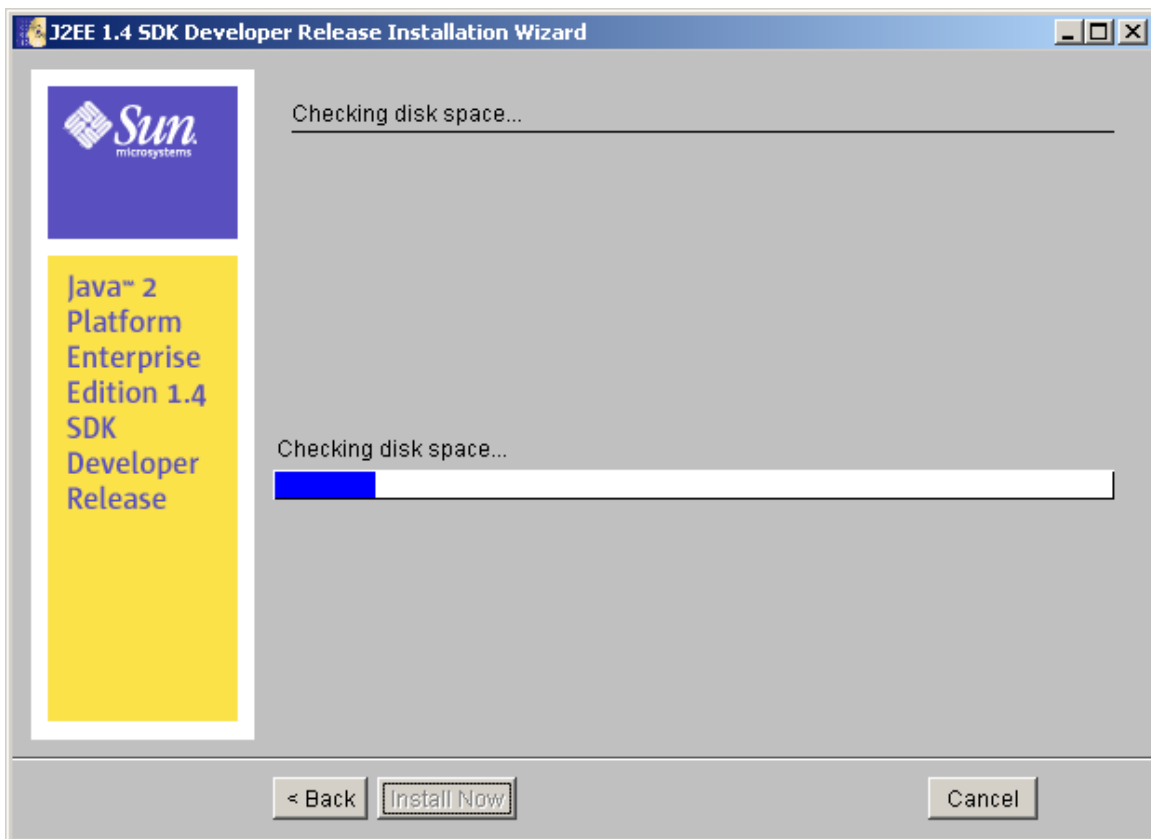 J2EE 1.4 SDK Developer Release Installation Wizard
Sun
microsystems
Java™ 2
Platform
Enterprise
Edition 1.4
SDK
Developer
Release
Checking disk space...
Checking disk space...
< Back
Install Now
Cancel